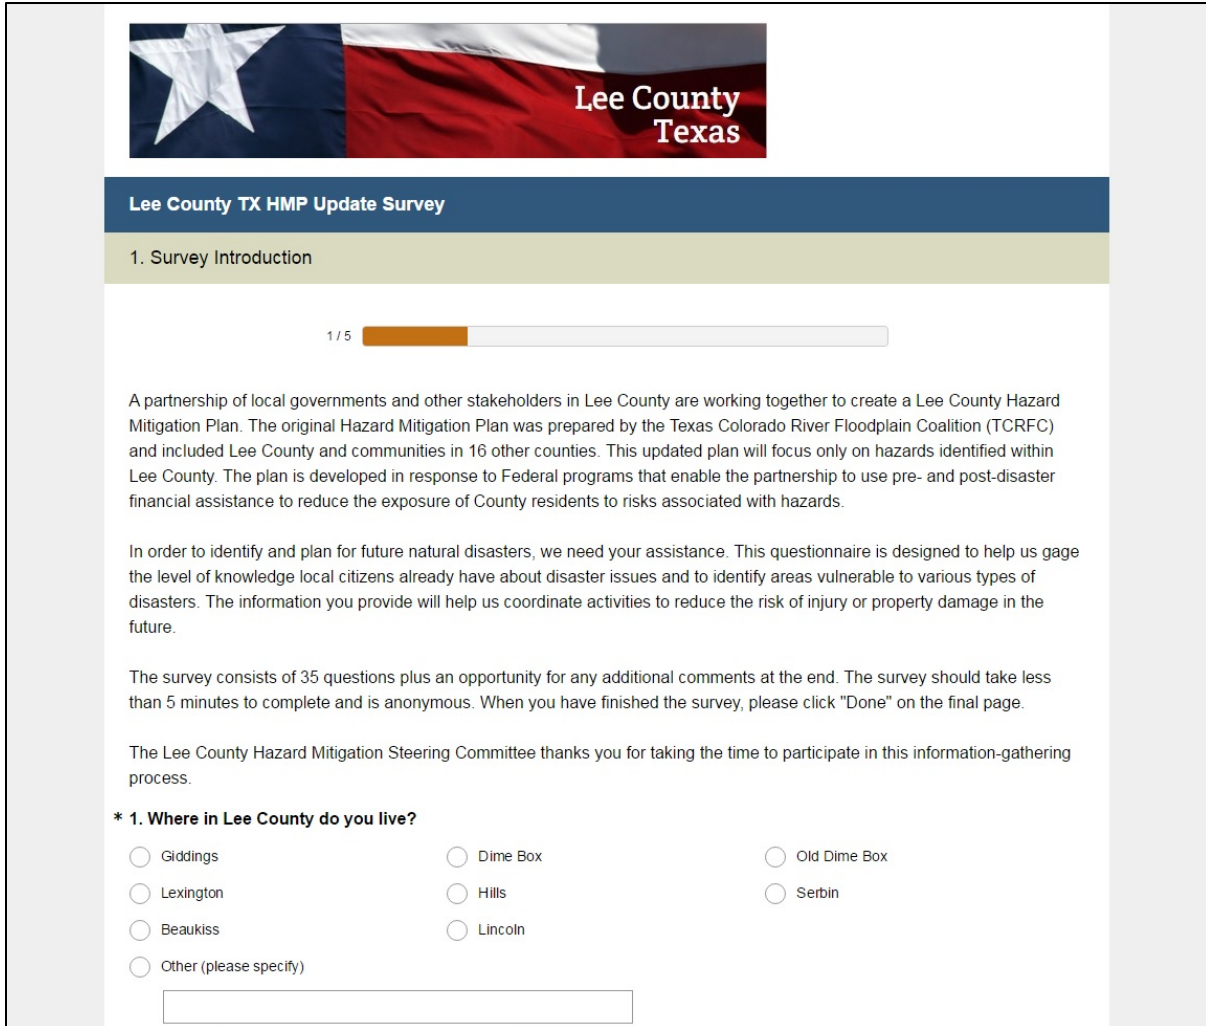 Lee County
Texas
Lee County TX HMP Update Survey
1. Survey Introduction
1 / 5
A partnership of local governments and other stakeholders in Lee County are working together to create a Lee County Hazard
Mitigation Plan. The original Hazard Mitigation Plan was prepared by the Texas Colorado River Floodplain Coalition (TCRFC)
and included Lee County and communities in 16 other counties. This updated plan will focus only on hazards identified within
Lee County. The plan is developed in response to Federal programs that enable the partnership to use pre- and post-disaster
financial assistance to reduce the exposure of County residents to risks associated with hazards.
In order to identify and plan for future natural disasters, we need your assistance. This questionnaire is designed to help us gage
the level of knowledge local citizens already have about disaster issues and to identify areas vulnerable to various types of
disasters. The information you provide will help us coordinate activities to reduce the risk of injury or property damage in the
future.
The survey consists of 35 questions plus an opportunity for any additional comments at the end. The survey should take less
than 5 minutes to complete and is anonymous. When you have finished the survey, please click "Done" on the final page.
The Lee County Hazard Mitigation Steering Committee thanks you for taking the time to participate in this information-gathering
process.
* 1. Where in Lee County do you live?
Giddings Dime Box Old Dime Box
Lexington Hills Serbin
Beaukiss Lincoln
Other (please specify)